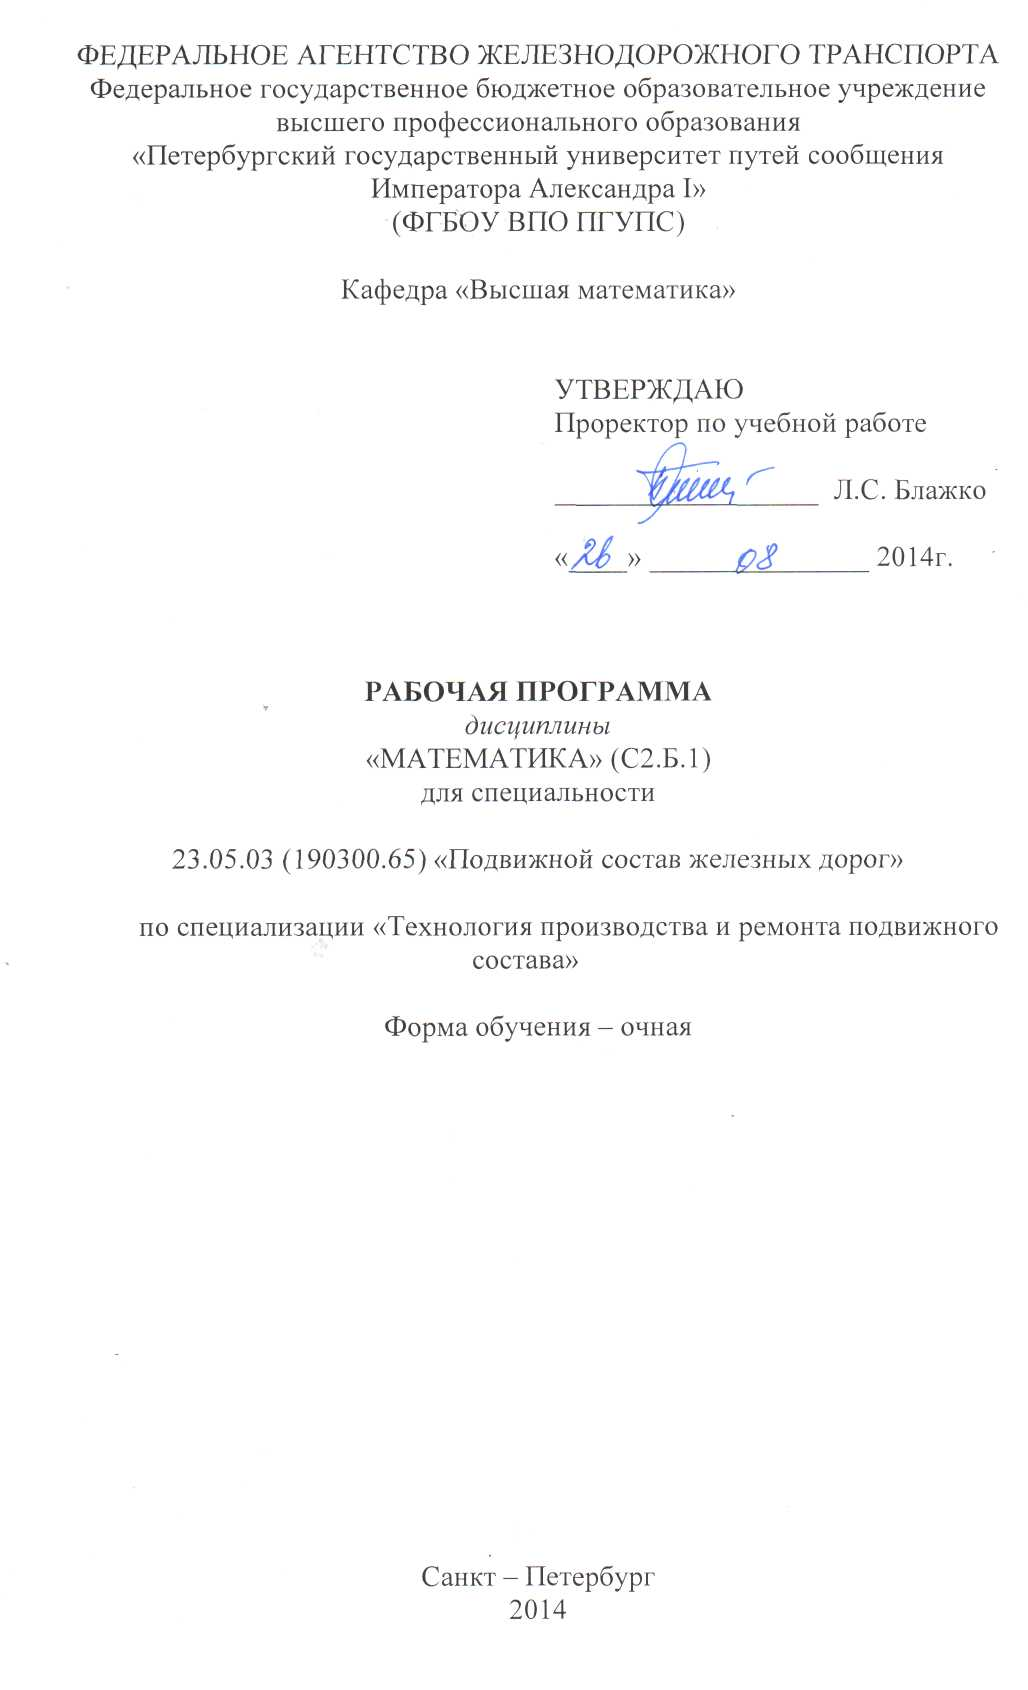 ФЕДЕРАЛЬНОЕ АГЕНТСТВО ЖЕЛЕЗНОДОРОЖНОГО ТРАНСПОРТА
Федеральное государственное бюджетное образовательное учреждение
высшего профессионального образования
«Петербургский государственный университет путей сообщения
Императора Александра I»
(ФГБОУ ВПО ПГУПС)
Кафедра «Высшая математика»
УТВЕРЖДАЮ
Проректор по учебной работе
Л.С. Блажко
«26» 08 2014г.
РАБОЧАЯ ПРОГРАММА
дисциплины
«МАТЕМАТИКА» (С2.Б.1)
для специальности
23.05.03 (190300.65) «Подвижной состав железных дорог»
по специализации «Технология производства и ремонта подвижного
состава»
Форма обучения – очная
Санкт – Петербург
2014